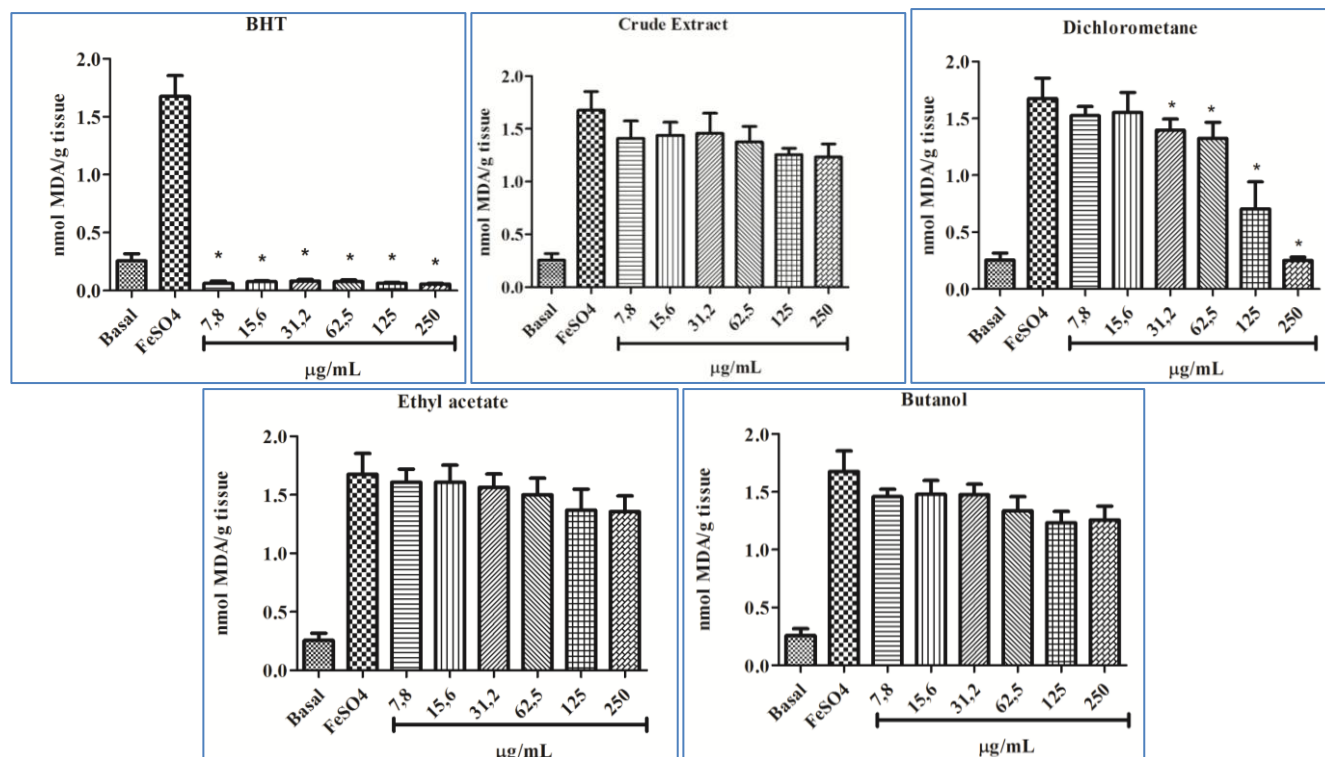 BHT
nmol MDA/g tissue
2.0
1.5
1.0
0.5
0.0
* * * * * *
Basal
FeSO4
7,8
15,6
31,2
62,5
125
250
µg/mL
Crude Extract
nmol MDA/g tissue
2.0
1.5
1.0
0.5
0.0
Basal
FeSO4
7,8
15,6
31,2
62,5
125
250
µg/mL
Dichlorometane
nmol MDA/g tissue
2.0
1.5
1.0
0.5
0.0
* * * *
Basal
FeSO4
7,8
15,6
31,2
62,5
125
250
µg/mL
Ethyl acetate
nmol MDA/g tissue
2.0
1.5
1.0
0.5
0.0
Basal
FeSO4
7,8
15,6
31,2
62,5
125
250
µg/mL
Butanol
nmol MDA/g tissue
2.0
1.5
1.0
0.5
0.0
Basal
FeSO4
7,8
15,6
31,2
62,5
125
250
µg/mL